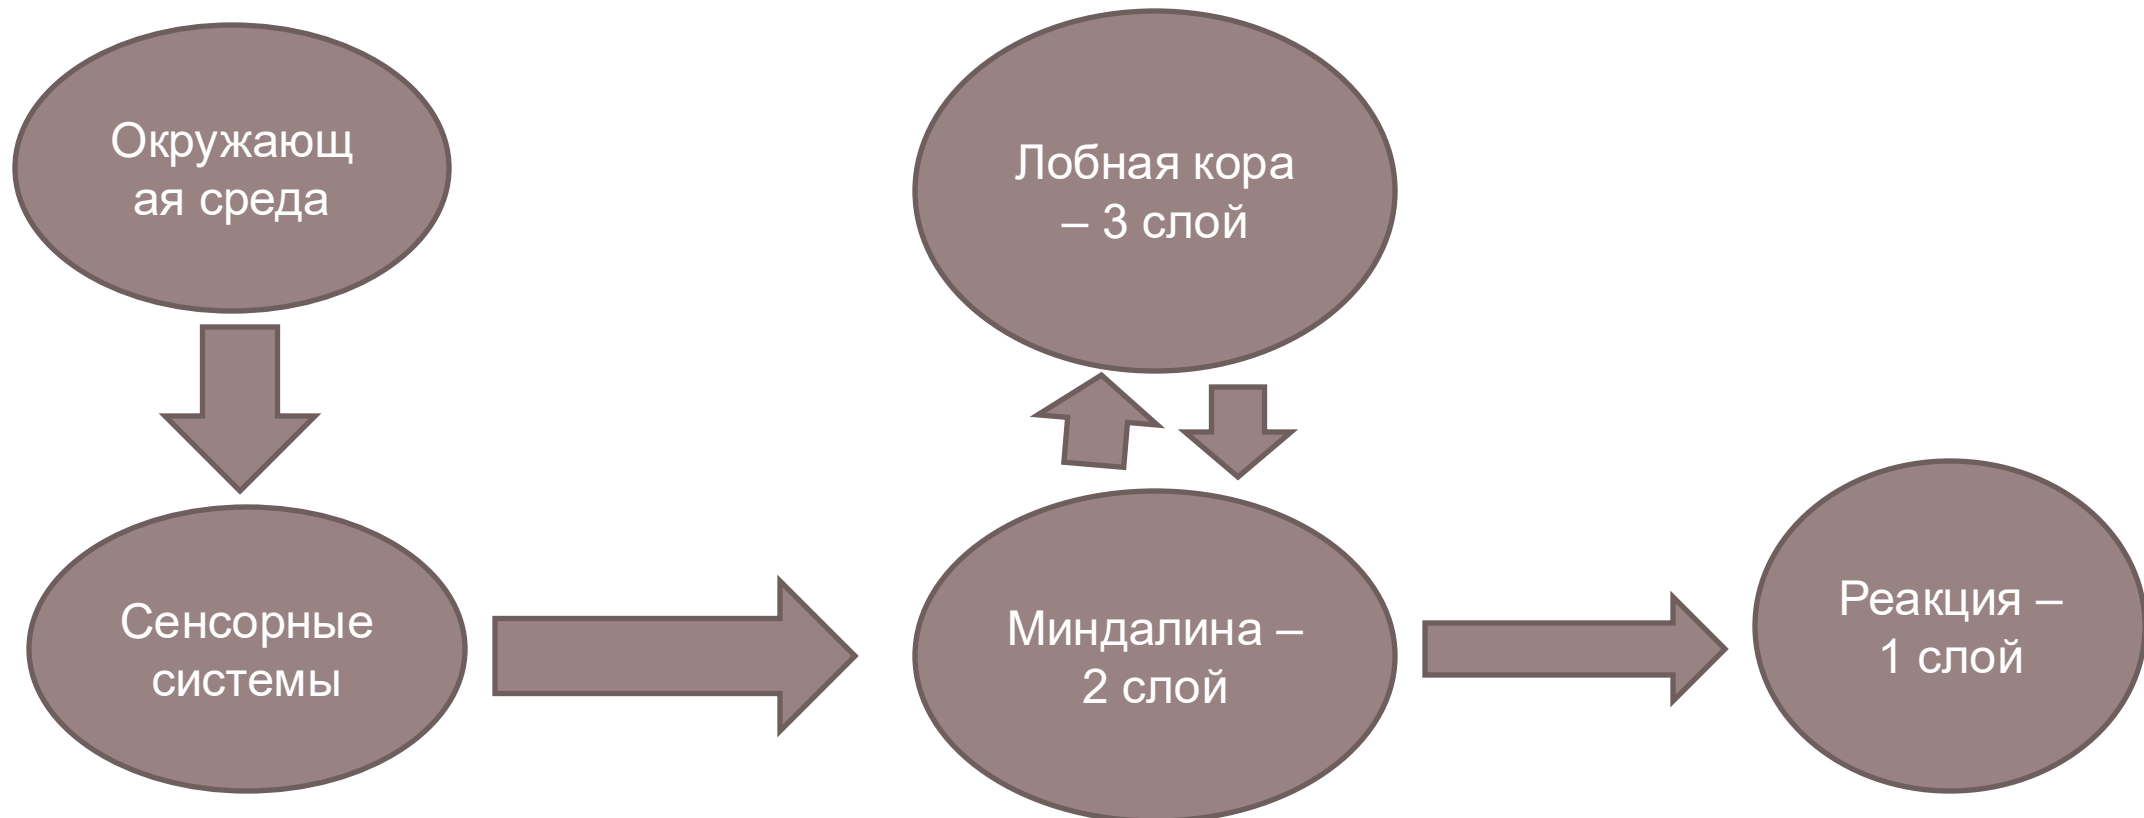 Окружающ
ая среда
Лобная кора
– 3 слой
Сенсорные
системы
Миндалина –
2 слой
Реакция –
1 слой